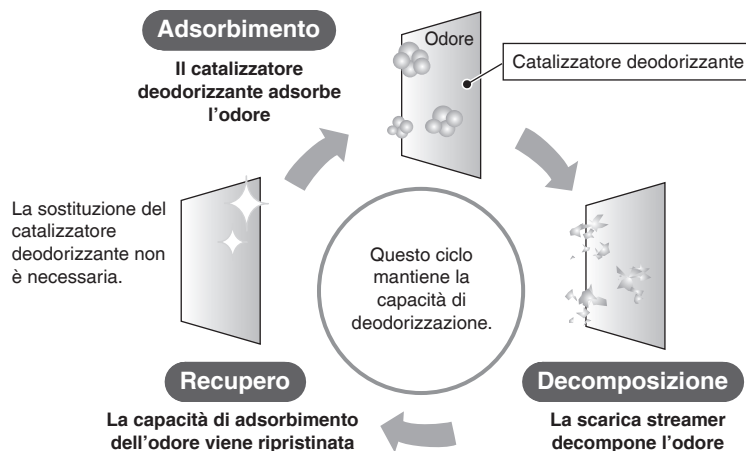 Adsorbimento
Il catalizzatore
deodorizzante adsorbe
l'odore
Odore
Catalizzatore deodorizzante
La sostituzione del
catalizzatore
deodorizzante non
è necessaria.
Questo ciclo
mantiene la
capacità di
deodorizzazione.
Recupero
La capacità di adsorbimento
dell'odore viene ripristinata
Decomposizione
La scarica streamer
decompone l'odore